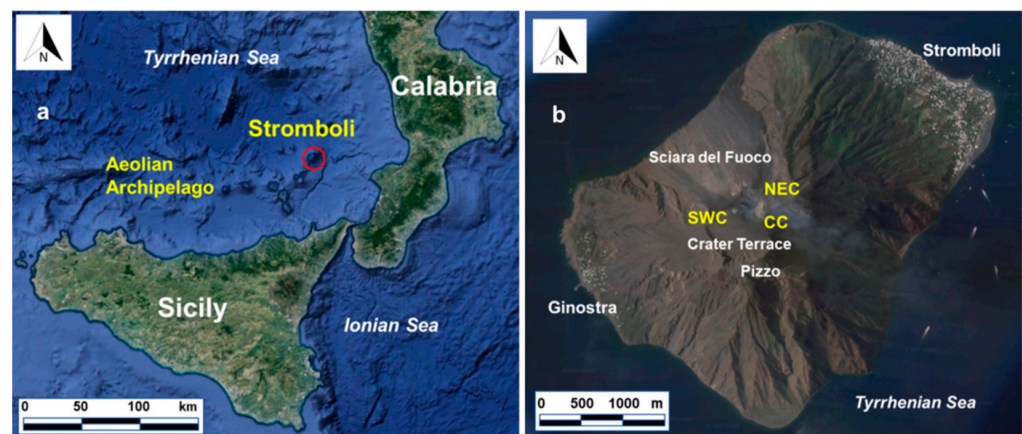 N
Tyrrhenian Sea
Calabria
a
Stromboli
Aeolian
Archipelago
Sicily
Ionian Sea
0 50 100 km
N
Stromboli
b
Sciara del Fuoco
NEC
SWC
CC
Crater Terrace
Pizzo
Ginostra
0 500 1000 m
Tyrrhenian Sea